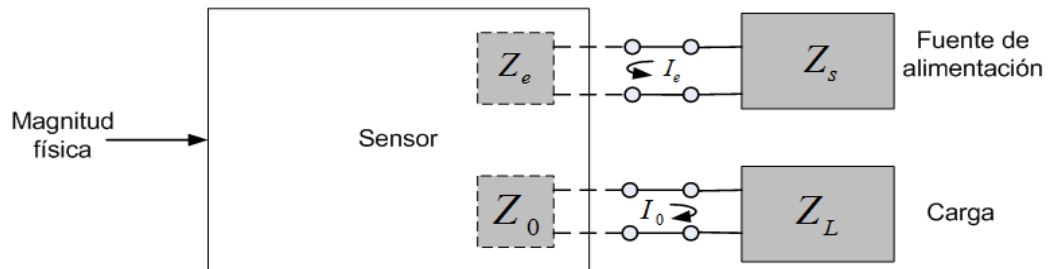 Magnitud
física
Sensor
Z_e
I_e
Z_s
Fuente de
alimentación
Z_0
I_0
Z_L
Carga